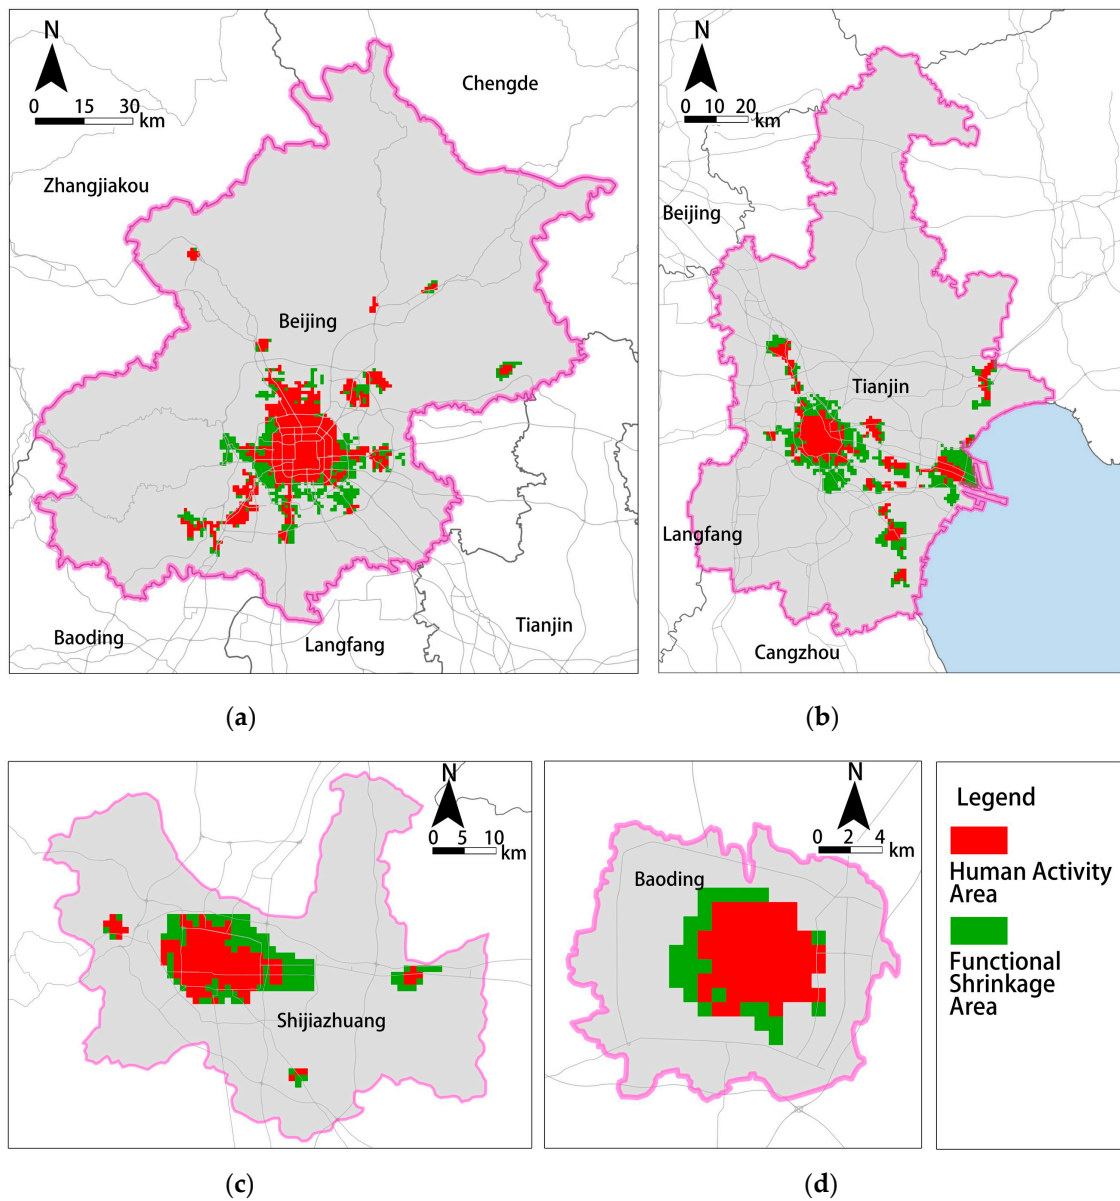 N
0 15 30
km
Chengde
Zhangjiakou
Beijing
Baoding
Langfang
Tianjin
(a)
N
0 10 20
km
Beijing
Tianjin
Langfang
Cangzhou
(b)
N
0 5 10
km
Shijiazhuang
(c)
N
0 2 4
km
Baoding
(d)
Legend
Human Activity
Area
Functional
Shrinkage
Area